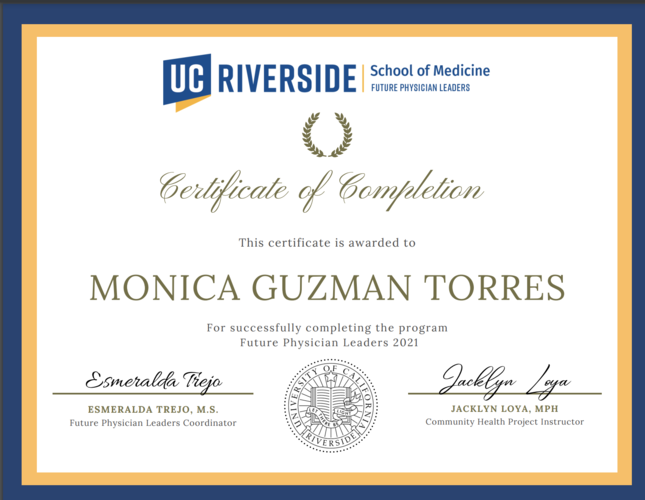 UC RIVERSIDE School of Medicine
FUTURE PHYSICIAN LEADERS
Certificate of Completion
This certificate is awarded to
MONICA GUZMAN TORRES
For successfully completing the program
Future Physician Leaders 2021
Esmeralda Trejo
ESMERALDA TREJO, M.S.
Future Physician Leaders Coordinator
UNIVERSITY OF CALIFORNIA
RIVERSIDE
Jacklyn Loya
JACKLYN LOYA, MPH
Community Health Project Instructor